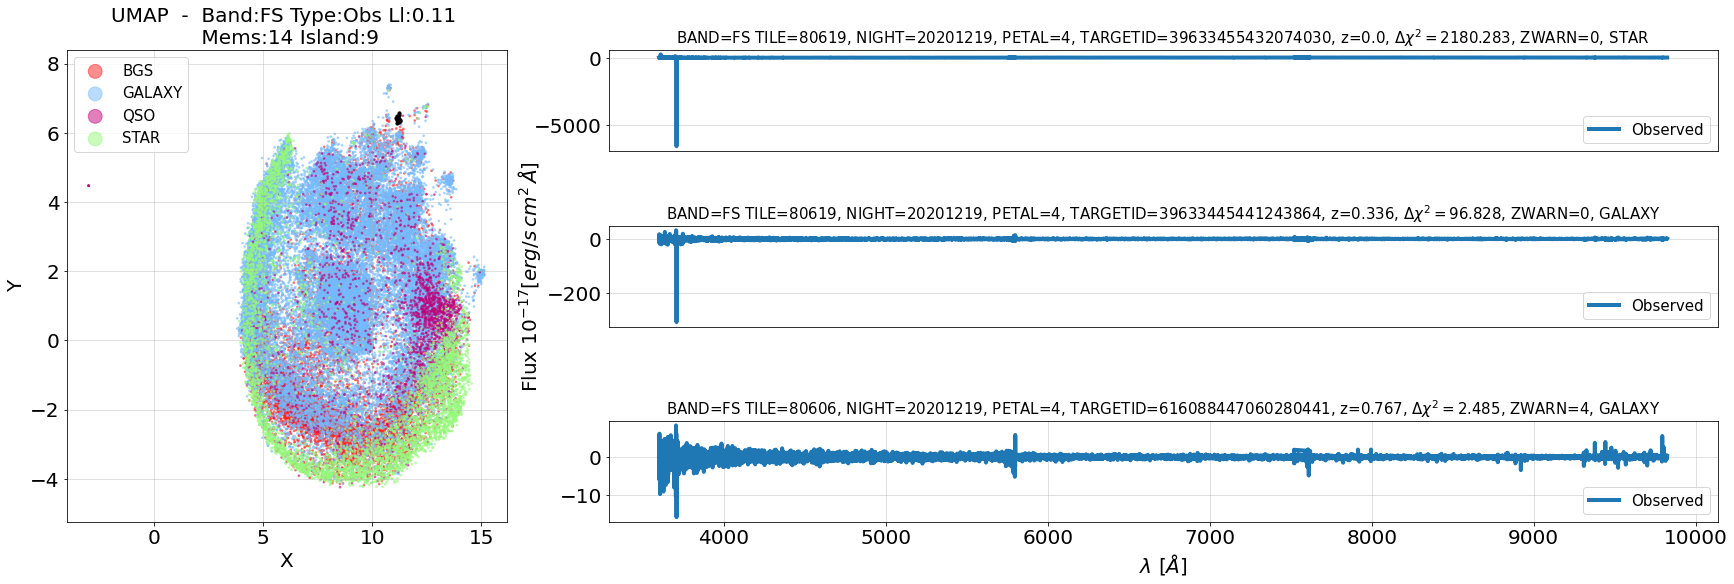 UMAP  -  Band:FS Type:Obs Ll:0.11
Mems:14 Island:9
BGS
GALAXY
QSO
STAR
8
6
4
2
0
−2
−4
Y
0
5
10
15
X
Flux 10⁻¹⁷[erg/s cm² Å]
BAND=FS TILE=80619, NIGHT=20201219, PETAL=4, TARGETID=39633455432074030, z=0.0, Δχ² = 2180.283, ZWARN=0, STAR
0
−5000
Observed
BAND=FS TILE=80619, NIGHT=20201219, PETAL=4, TARGETID=39633445441243864, z=0.336, Δχ² = 96.828, ZWARN=0, GALAXY
0
−200
Observed
BAND=FS TILE=80606, NIGHT=20201219, PETAL=4, TARGETID=616088447060280441, z=0.767, Δχ² = 2.485, ZWARN=4, GALAXY
0
−10
Observed
4000
5000
6000
7000
8000
9000
10000
λ [Å]